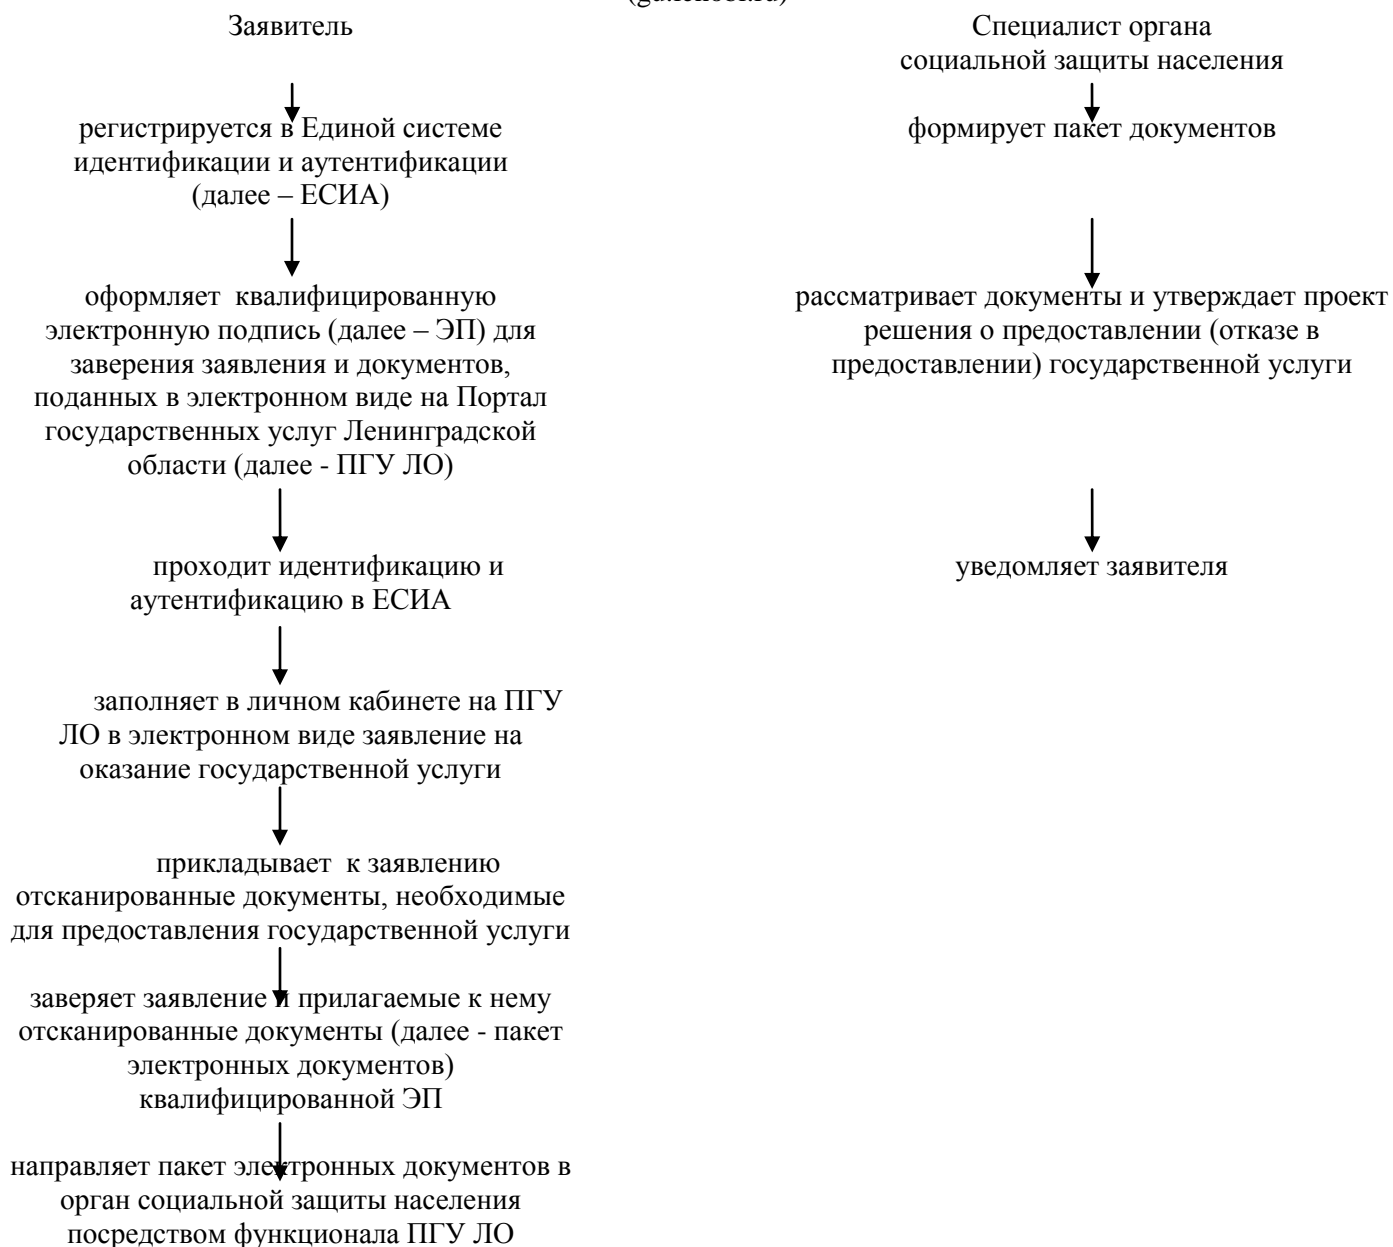 Заявитель
регистрируется в Единой системе
идентификации и аутентификации
(далее – ЕСИА)
оформляет квалифицированную
электронную подпись (далее – ЭП) для
заверения заявления и документов,
поданных в электронном виде на Портал
государственных услуг Ленинградской
области (далее - ПГУ ЛО)
проходит идентификацию и
аутентификацию в ЕСИА
заполняет в личном кабинете на ПГУ
ЛО в электронном виде заявление на
оказание государственной услуги
прикладывает к заявлению
отсканированные документы, необходимые
для предоставления государственной услуги
заверяет заявление и прилагаемые к нему
отсканированные документы (далее - пакет
электронных документов)
квалифицированной ЭП
направляет пакет электронных документов в
орган социальной защиты населения
посредством функционала ПГУ ЛО
Специалист органа
социальной защиты населения
формирует пакет документов
рассматривает документы и утверждает проект
решения о предоставлении (отказе в
предоставлении) государственной услуги
уведомляет заявителя